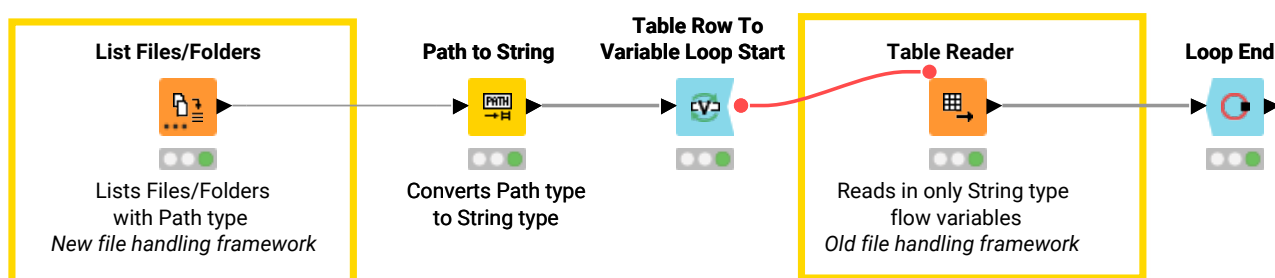 List Files/Folders
PATH
Lists Files/Folders
with Path type
New file handling framework
Path to String
Converts Path type
to String type
Table Row To
Variable Loop Start
V
Table Reader
Reads in only String type
flow variables
Old file handling framework
Loop End